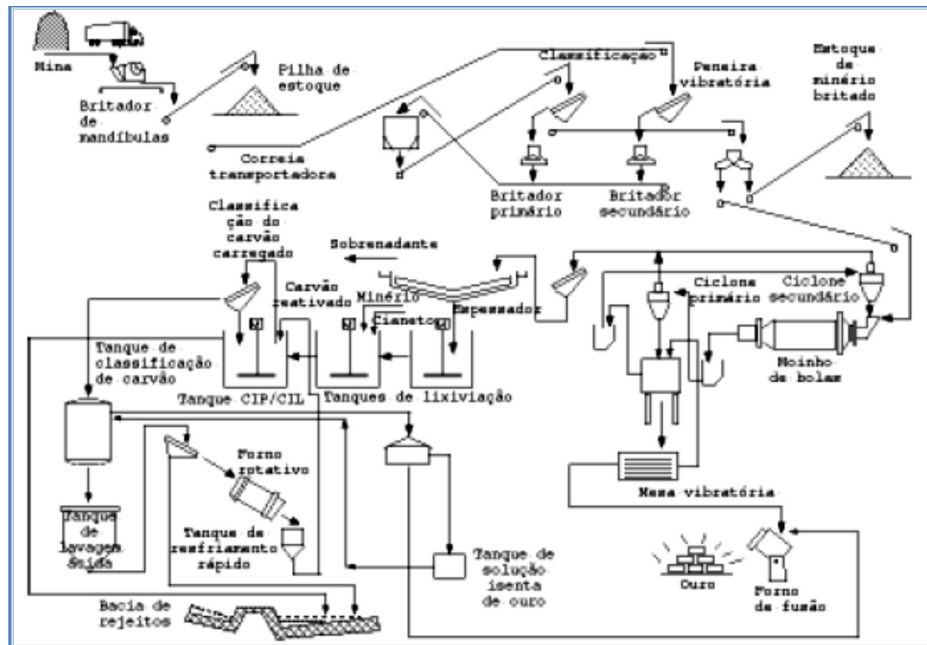 Mina
Britador
de
mandíbulas
Pilha de
estoque
Correia
transportadora
Classificação
Peneira
vibratória
Estoque
de
minério
britado
Britador
primário
Britador
secundário
Classifica
ção do
carvão
carregado
Sobrenadante
Carvão
reativado
Minério
Cianeto
Espessador
Ciclone
primário
Ciclone
secundário
Moinho
de bolas
Tanque de
classificação
de carvão
Tanque CIP/CIL
Tanques de lixiviação
Forno
rotativo
Mesa vibratória
Tanque
de
lavagem
ácida
Tanque de
resfriamento
rápido
Tanque de
solução
isenta
de ouro
Ouro
Forno
de fusão
Bacia de
rejeitos